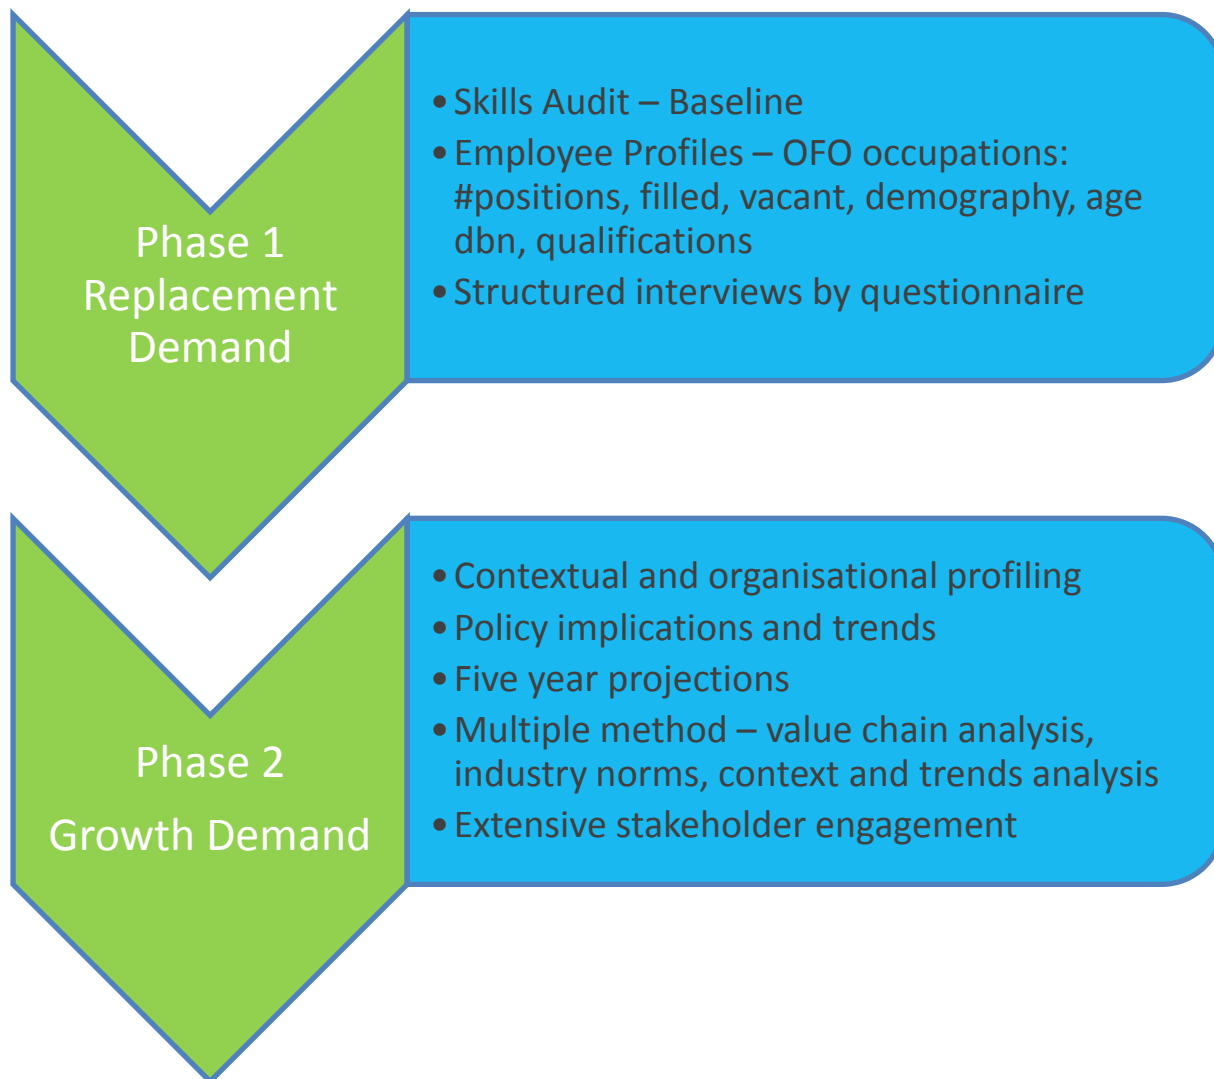 Phase 1
Replacement
Demand
• Skills Audit – Baseline
• Employee Profiles – OFO occupations:
#positions, filled, vacant, demography, age
dbn, qualifications
• Structured interviews by questionnaire
Phase 2
Growth Demand
• Contextual and organisational profiling
• Policy implications and trends
• Five year projections
• Multiple method – value chain analysis,
industry norms, context and trends analysis
• Extensive stakeholder engagement